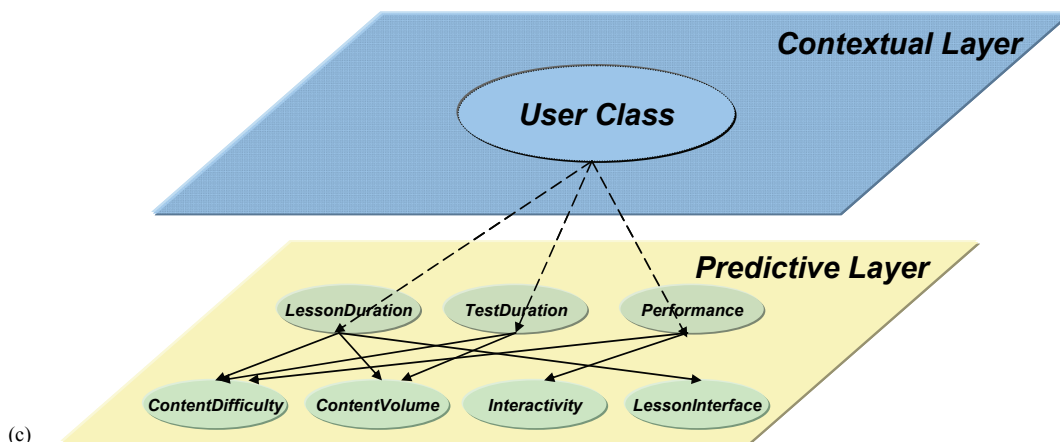 Contextual Layer
User Class
Predictive Layer
LessonDuration
TestDuration
Performance
ContentDifficulty
ContentVolume
Interactivity
LessonInterface
(c)